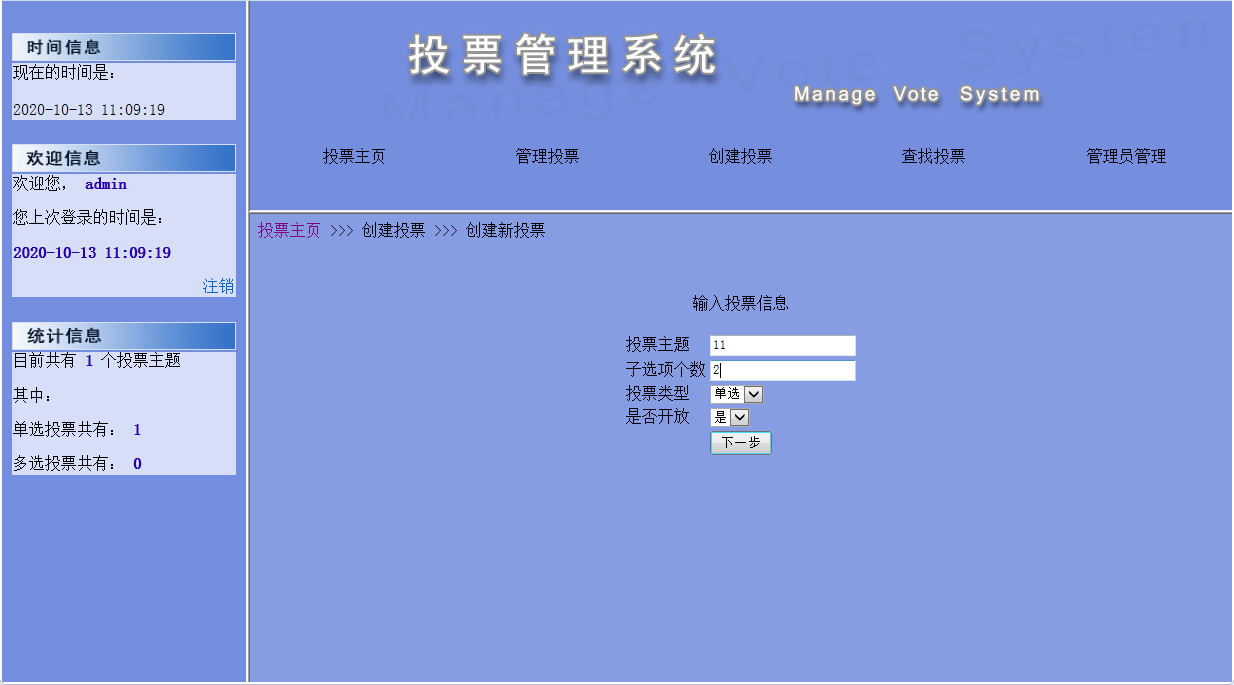 时间信息
现在的时间是：
2020-10-13 11:09:19
欢迎信息
欢迎您， admin
您上次登录的时间是：
2020-10-13 11:09:19
注销
统计信息
目前共有 1 个投票主题
其中：
单选投票共有： 1
多选投票共有： 0
投票管理系统
Manage Vote System
Manage Vote System
投票主页 管理投票 创建投票 查找投票 管理员管理
投票主页 >>> 创建投票 >>> 创建新投票
输入投票信息
投票主题 11
子选项个数 2
投票类型 单选
是否开放 是
下一步